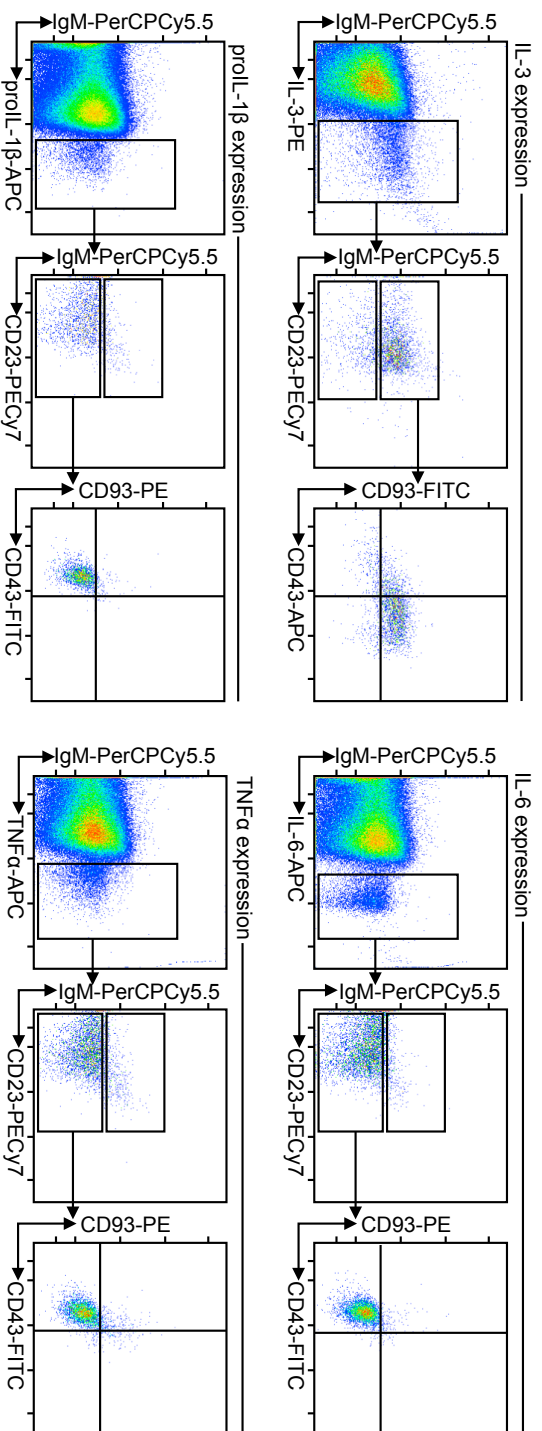 IL-3 expression
IgM-PerCPCy5.5
IL-3-PE
IgM-PerCPCy5.5
CD23-PECy7
CD93-FITC
CD43-APC
proIL-1β expression
IgM-PerCPCy5.5
proIL-1β-APC
IgM-PerCPCy5.5
CD23-PECy7
CD93-PE
CD43-FITC
IL-6 expression
IgM-PerCPCy5.5
IL-6-APC
IgM-PerCPCy5.5
CD23-PECy7
CD93-PE
CD43-FITC
TNFα expression
IgM-PerCPCy5.5
TNFα-APC
IgM-PerCPCy5.5
CD23-PECy7
CD93-PE
CD43-FITC